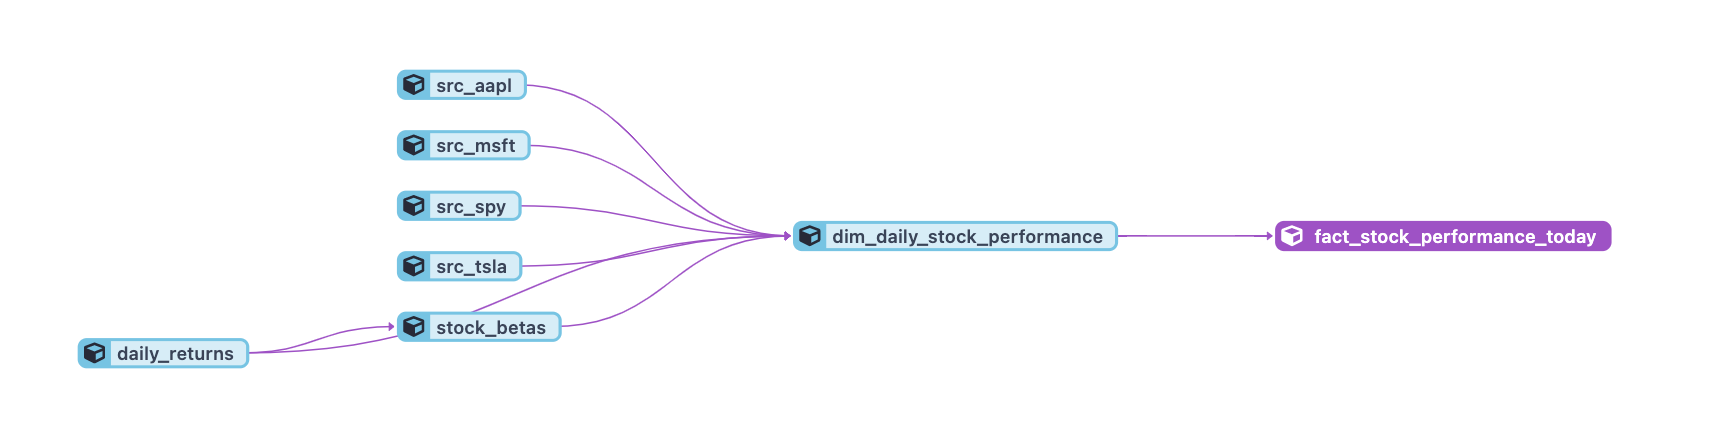 src_aapl
src_msft
src_spy
src_tsla
stock_betas
daily_returns
dim_daily_stock_performance
fact_stock_performance_today